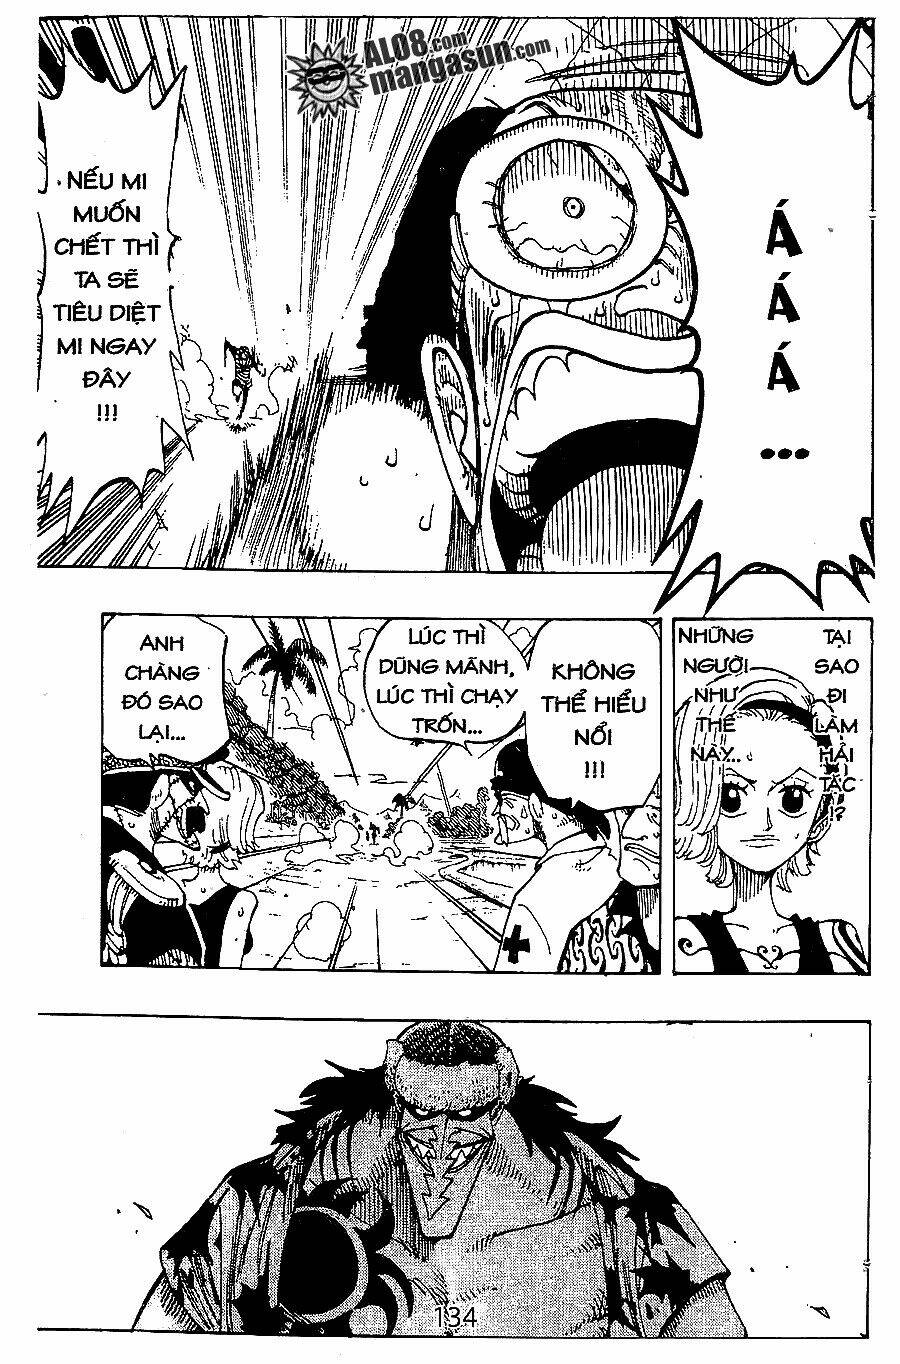 ALO8.com
mangasun.com
Á
Á
Á
...
NẾU MI
MUỐN
CHẾT THÌ
TA SẼ
TIÊU DIỆT
MI NGAY
ĐÂY
!!!
TẠI
SAO
ĐI
LÀM
HẢI
TẶC
!?
NHỮNG
NGƯỜI
NHƯ
THẾ
NÀY...
KHÔNG
THỂ HIỂU
NỔI
!!!
LÚC THÌ
DŨNG MÃNH,
LÚC THÌ CHẠY
TRỐN...
ANH
CHÀNG
ĐÓ SAO
LẠI...
134